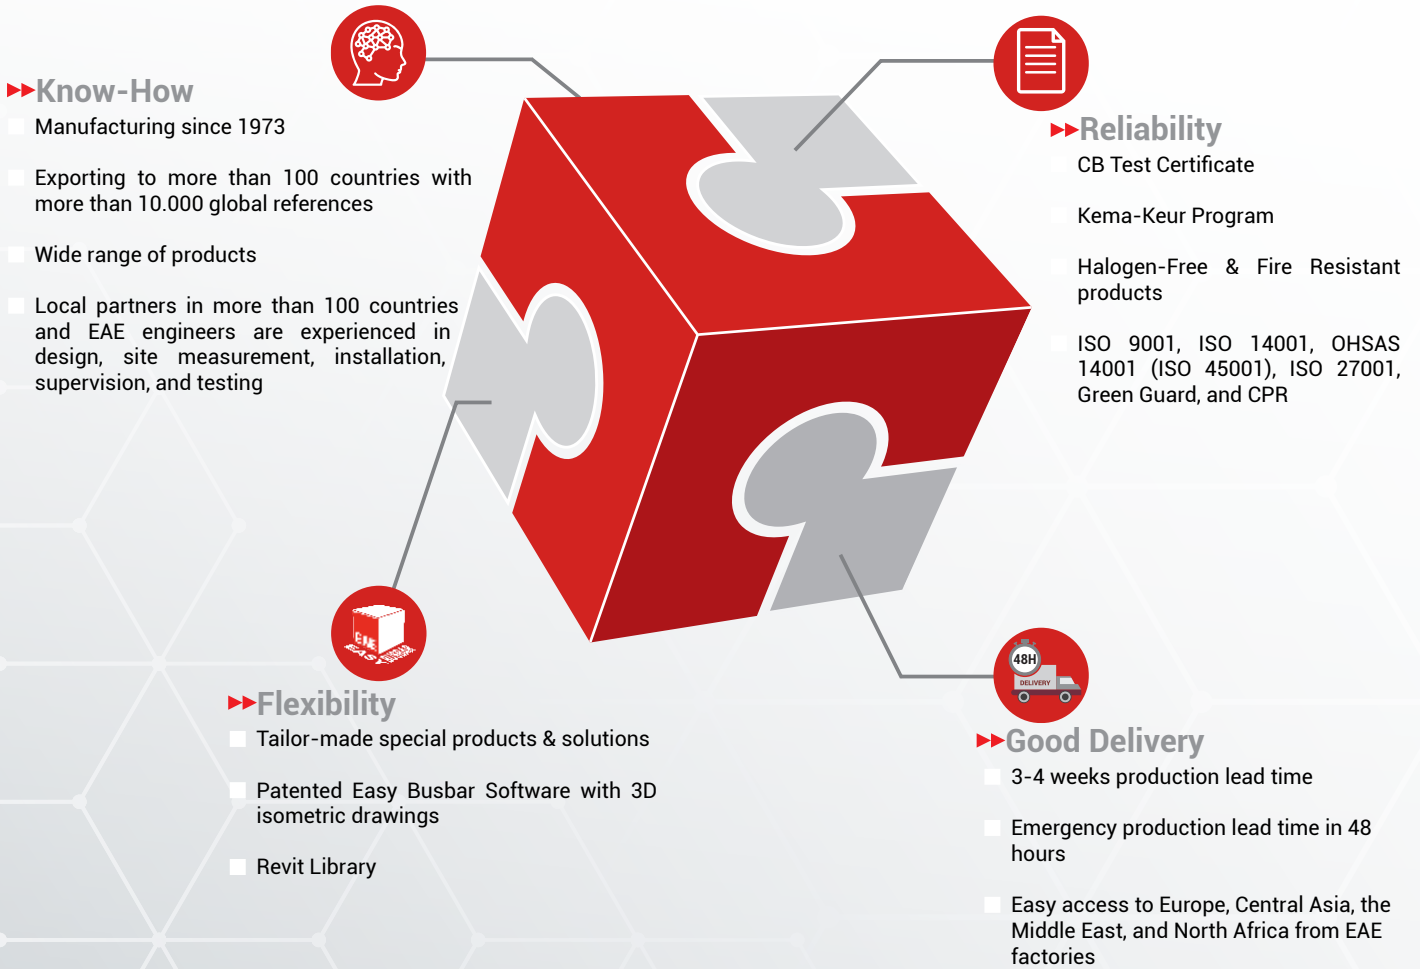 Know-How
Manufacturing since 1973
Exporting to more than 100 countries with
more than 10.000 global references
Wide range of products
Local partners in more than 100 countries
and EAE engineers are experienced in
design, site measurement, installation,
supervision, and testing
Reliability
CB Test Certificate
Kema-Keur Program
Halogen-Free & Fire Resistant
products
ISO 9001, ISO 14001, OHSAS
14001 (ISO 45001), ISO 27001,
Green Guard, and CPR
EAE
EASY
Flexibility
Tailor-made special products & solutions
Patented Easy Busbar Software with 3D
isometric drawings
Revit Library
48H
DELIVERY
Good Delivery
3-4 weeks production lead time
Emergency production lead time in 48
hours
Easy access to Europe, Central Asia, the
Middle East, and North Africa from EAE
factories